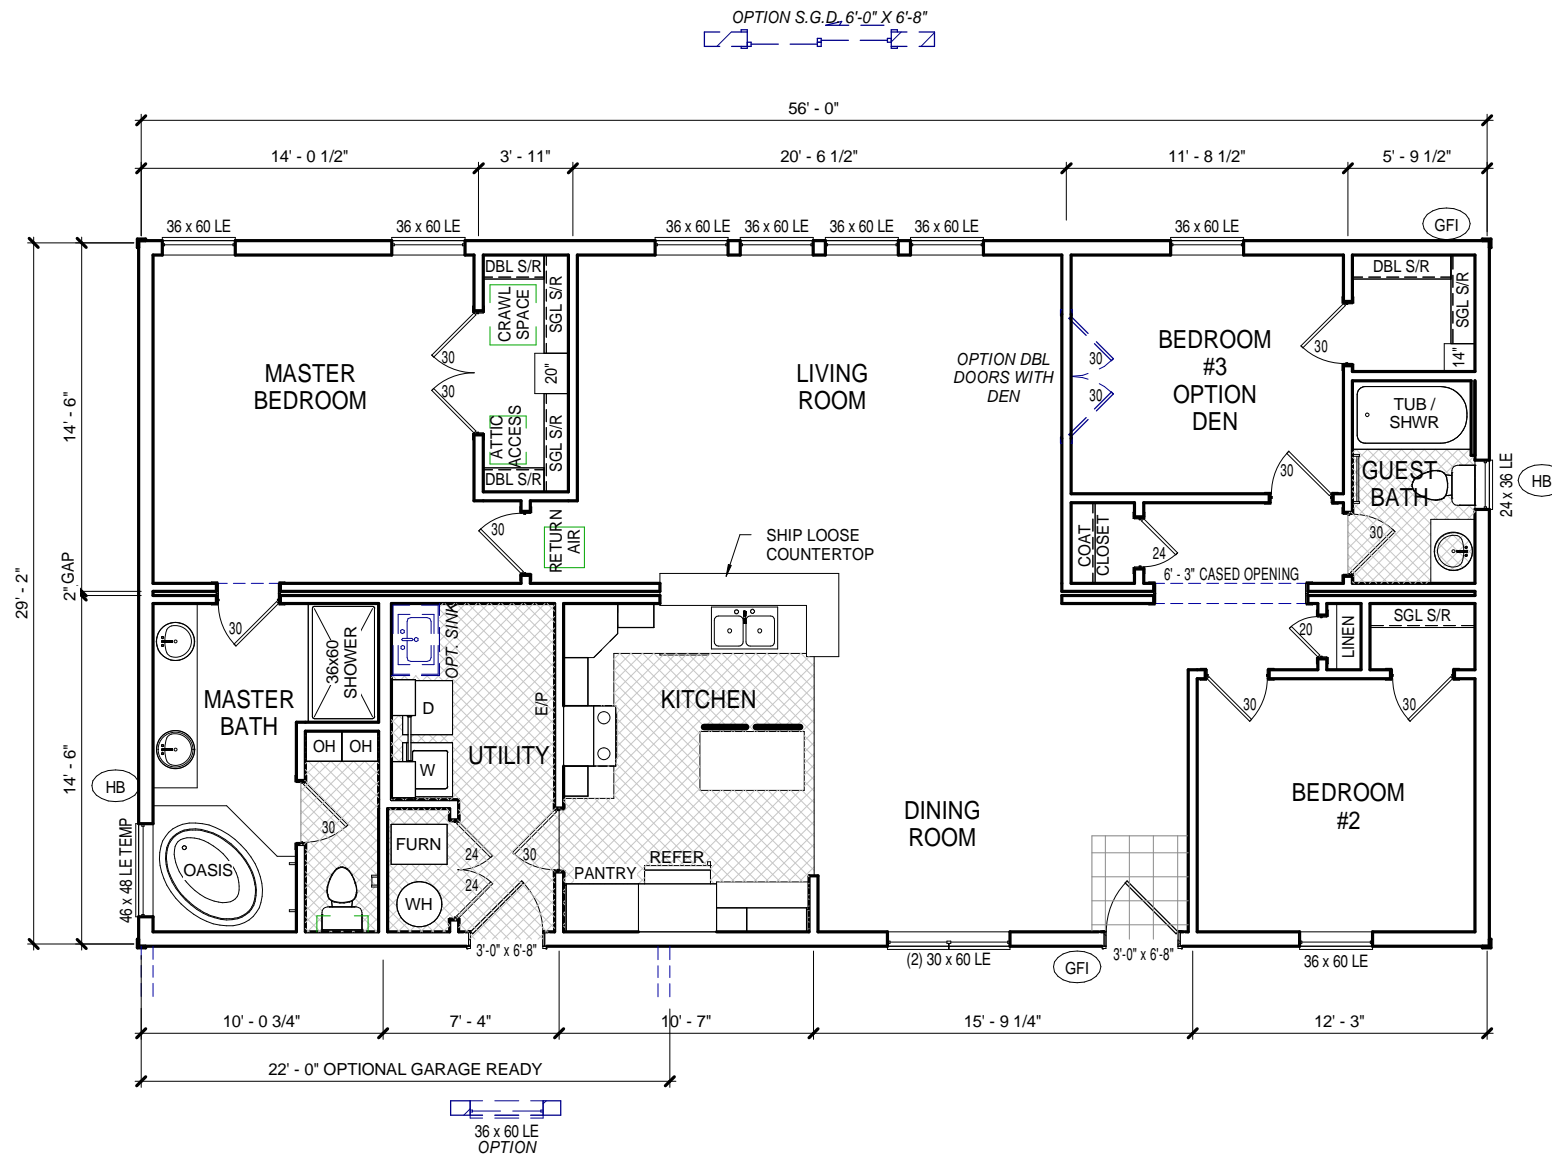 OPTION S.G.D. 6'-0" X 6'-8"
56' - 0"
14' - 0 1/2"
3' - 11"
20' - 6 1/2"
11' - 8 1/2"
5' - 9 1/2"
36 x 60 LE
36 x 60 LE
36 x 60 LE
36 x 60 LE
36 x 60 LE
36 x 60 LE
36 x 60 LE
GFI
DBL S/R
CRAWL
SPACE
SGL S/R
20"
ATTIC
ACCESS
SGL S/R
DBL S/R
30
30
MASTER
BEDROOM
LIVING
ROOM
OPTION DBL
DOORS WITH
DEN
30
30
BEDROOM
#3
OPTION
DEN
30
DBL S/R
SGL S/R
14"
TUB /
SHWR
GUEST
BATH
24 x 36 LE
HB
30
30
COAT
CLOSET
24
6' - 3" CASED OPENING
30
RETURN
AIR
SHIP LOOSE
COUNTERTOP
29' - 2"
14' - 6"
2" GAP
14' - 6"
30
36x60
SHOWER
OPT. SINK
MASTER
BATH
OH
OH
D
W
E/P
UTILITY
KITCHEN
20
LINEN
SGL S/R
30
30
BEDROOM
#2
DINING
ROOM
HB
46 x 48 LE TEMP
OASIS
30
FURN
WH
24
24
30
PANTRY
REFER
3'-0" x 6'-8"
(2) 30 x 60 LE
GFI
3'-0" x 6'-8"
36 x 60 LE
10' - 0 3/4"
7' - 4"
10' - 7"
15' - 9 1/4"
12' - 3"
22' - 0" OPTIONAL GARAGE READY
36 x 60 LE
OPTION